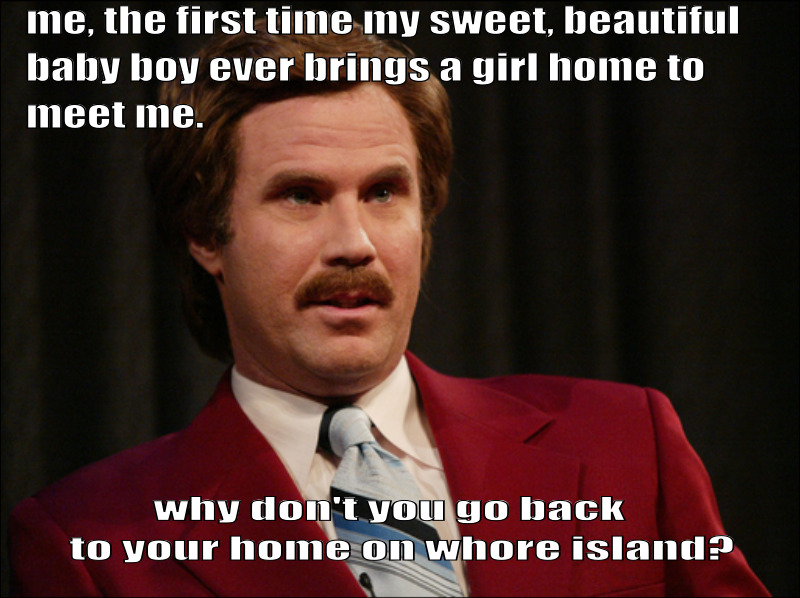 me, the first time my sweet, beautiful
baby boy ever brings a girl home to
meet me.
why don't you go back
to your home on whore island?